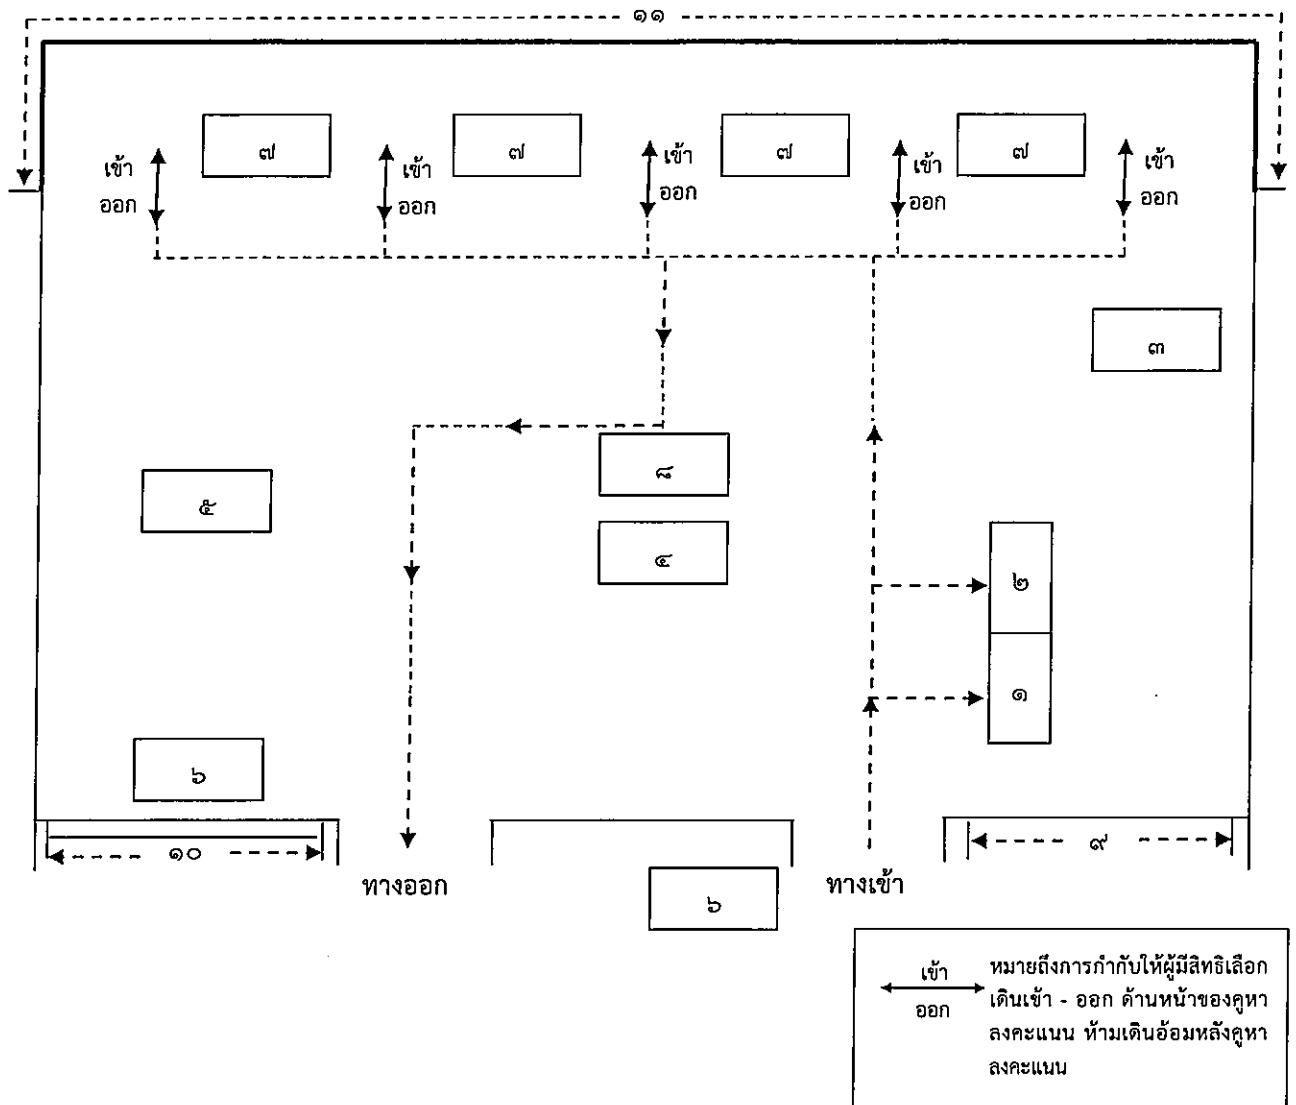 ๑๑
๗ ๗ ๗ ๗
เข้า เข้า เข้า เข้า เข้า
ออก ออก ออก ออก ออก
๓
๘
๕
๔
๒
๑
๖
๑๐ ๙
ทางออก ทางเข้า
๖
เข้า
ออก
หมายถึงการกำกับให้ผู้มีสิทธิเลือก
เดินเข้า - ออก ด้านหน้าของคูหา
ลงคะแนน ห้ามเดินอ้อมหลังคูหา
ลงคะแนน